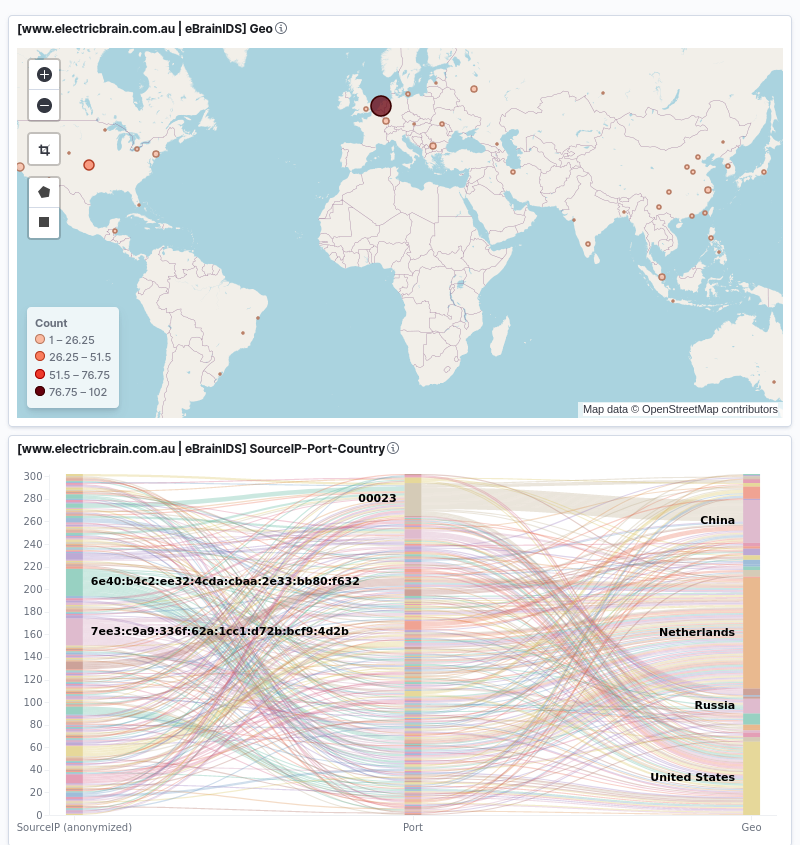 [www.electricbrain.com.au | eBrainIDS] Geo
Count
1 – 26.25
26.25 – 51.5
51.5 – 76.75
76.75 – 102
Map data © OpenStreetMap contributors
[www.electricbrain.com.au | eBrainIDS] SourceIP-Port-Country
300
280
260
240
220
200
180
160
140
120
100
80
60
40
20
0
00023
6e40:b4c2:ee32:4cda:cbaa:2e33:bb80:f632
7ee3:c9a9:336f:62a:1cc1:d72b:bcf9:4d2b
China
Netherlands
Russia
United States
SourceIP (anonymized)
Port
Geo